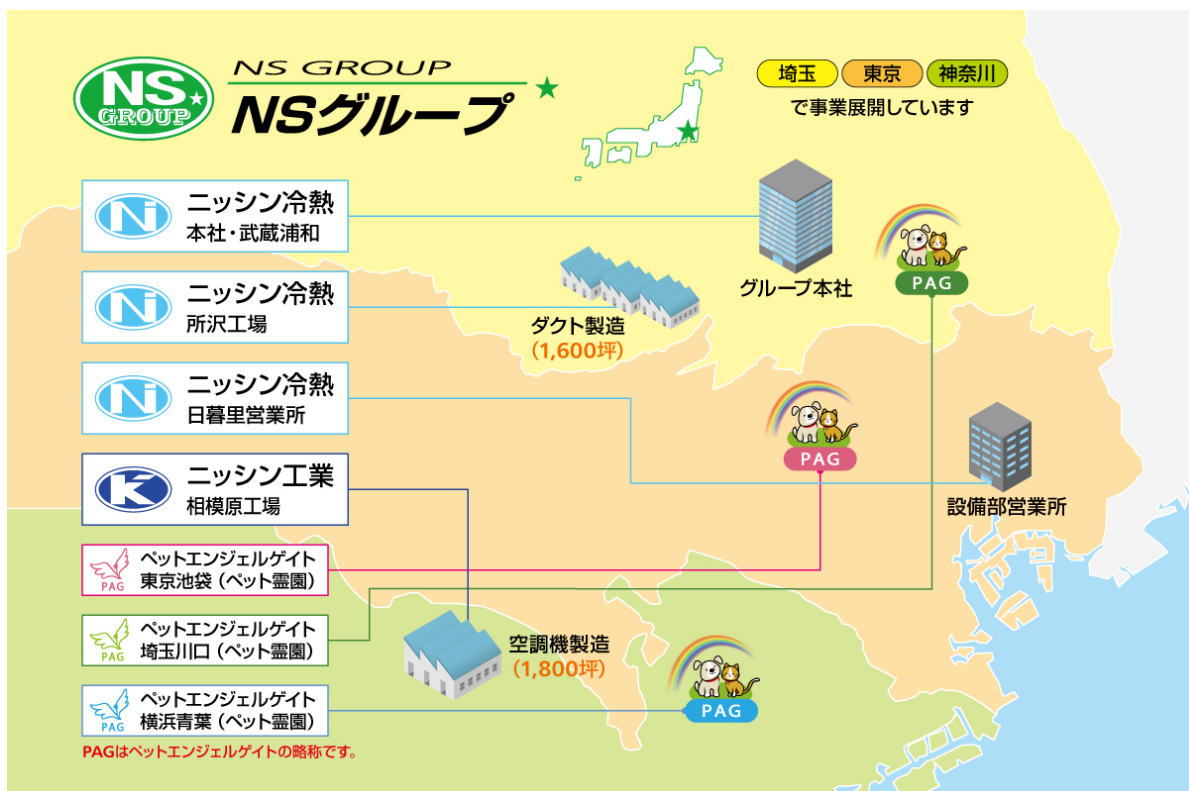 NS
GROUP
NS GROUP
NSグループ
埼玉 東京 神奈川
で事業展開しています
Ni
ニッシン冷熱
本社・武蔵浦和
グループ本社
PAG
Ni
ニッシン冷熱
所沢工場
ダクト製造
(1,600坪)
Ni
ニッシン冷熱
日暮里営業所
PAG
設備部営業所
K
ニッシン工業
相模原工場
PAG
ペットエンジェルゲイト
東京池袋(ペット霊園)
PAG
ペットエンジェルゲイト
埼玉川口(ペット霊園)
空調機製造
(1,800坪)
PAG
PAG
ペットエンジェルゲイト
横浜青葉(ペット霊園)
PAGはペットエンジェルゲイトの略称です。